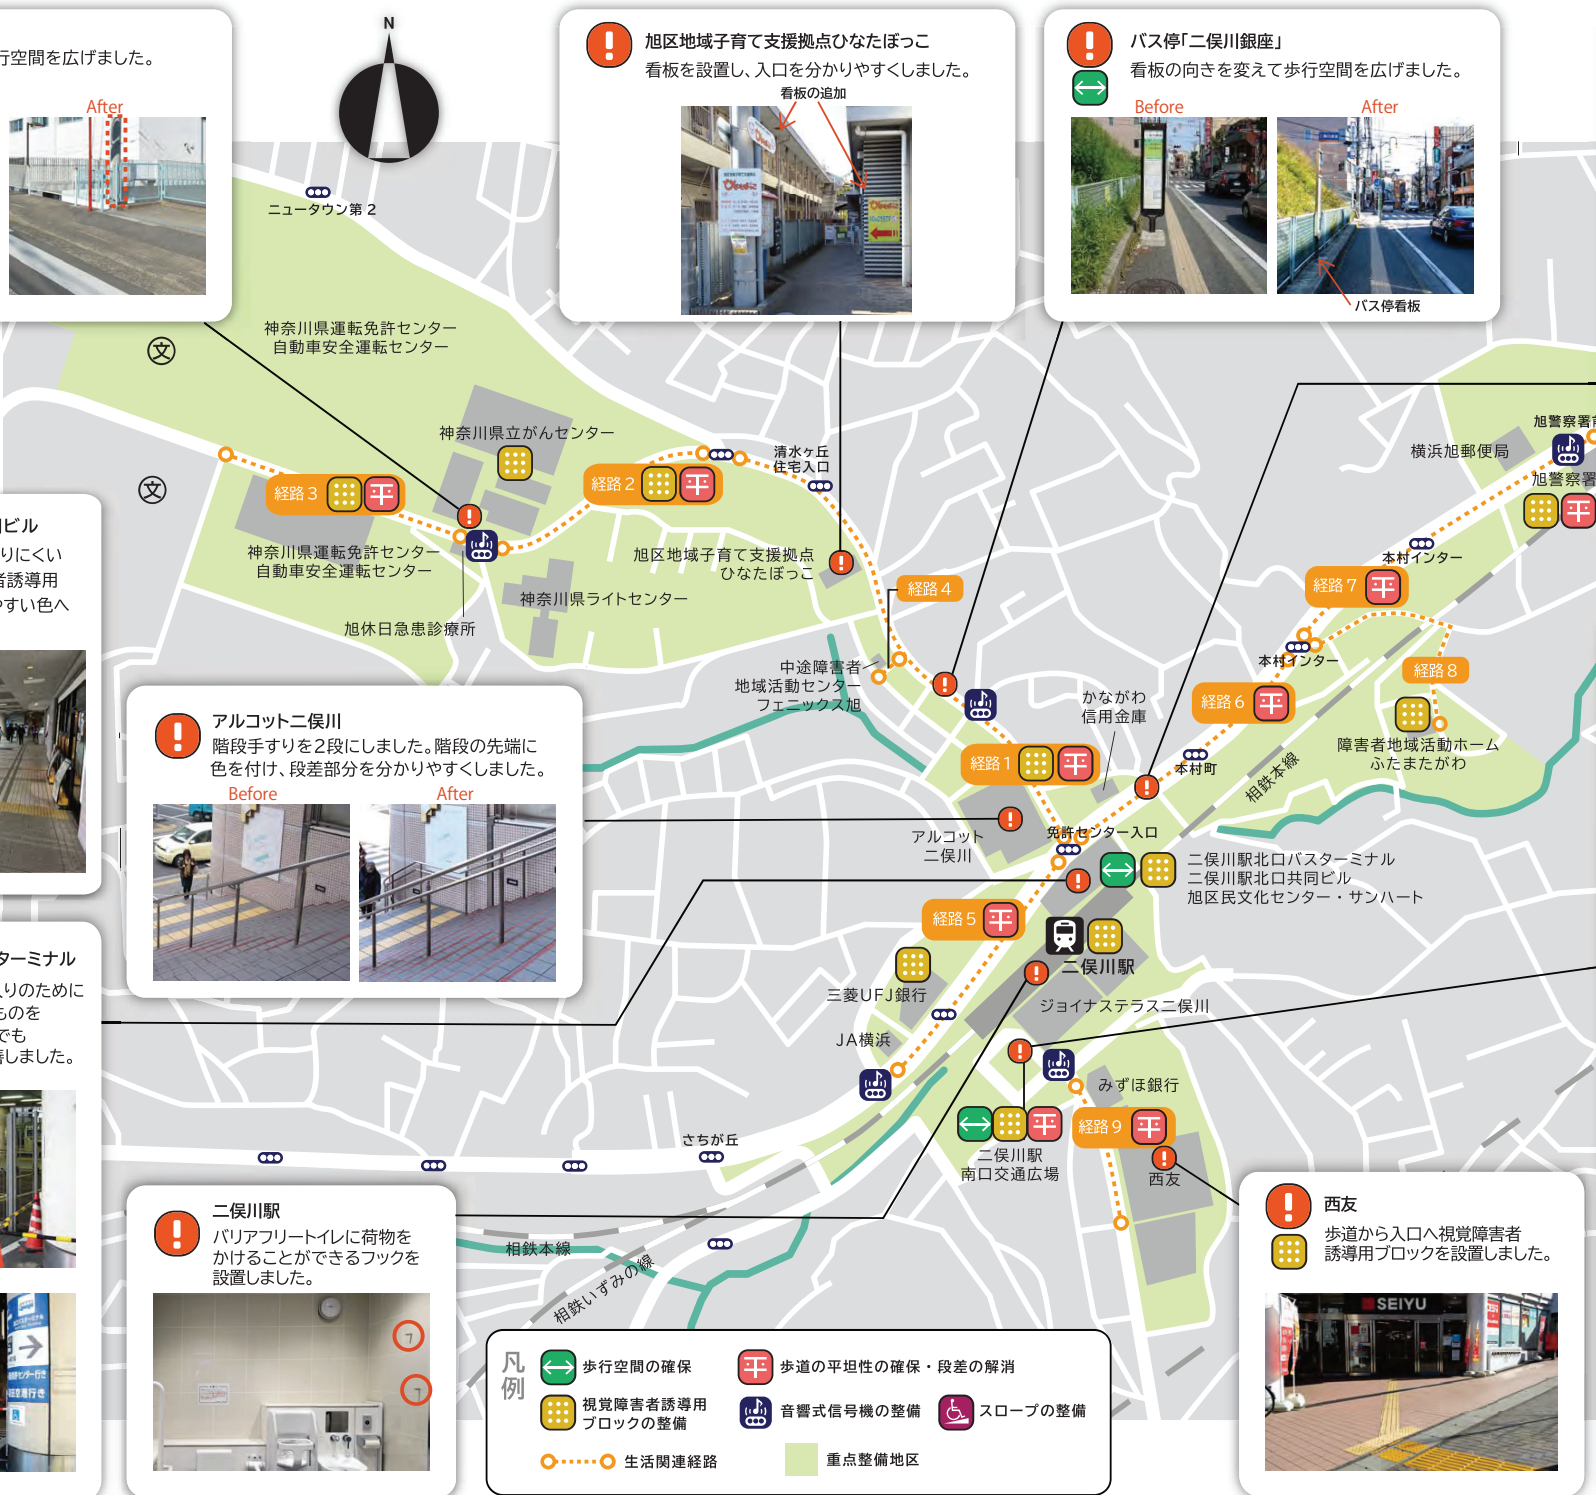 行空間を広げました。
After
N
旭区地域子育て支援拠点ひなたぼっこ
看板を設置し、入口を分かりやすくしました。
看板の追加
バス停「二俣川銀座」
看板の向きを変えて歩行空間を広げました。
Before
After
バス停看板
ニュータウン第2
神奈川県運転免許センター
自動車安全運転センター
文
神奈川県立がんセンター
清水ヶ丘
住宅入口
横浜旭郵便局
旭警察署前
旭警察署
文
経路3
平
経路2
平
平
神奈川県運転免許センター
自動車安全運転センター
旭区地域子育て支援拠点
ひなたぼっこ
本村インター
経路7
平
経路4
神奈川県ライトセンター
旭休日急患診療所
ビル
りにくい
者誘導用
やすい色へ
中途障害者
地域活動センター
フェニックス旭
本村インター
経路8
かながわ
信用金庫
経路6
平
障害者地域活動ホーム
ふたまたがわ
アルコット二俣川
階段手すりを2段にしました。階段の先端に
色を付け、段差部分を分かりやすくしました。
Before
After
経路1
平
本村町
相鉄本線
アルコット
二俣川
免許センター入口
二俣川駅北口バスターミナル
二俣川駅北口共同ビル
旭区民文化センター・サンハート
経路5
平
二俣川駅
三菱UFJ銀行
ジョイナステラス二俣川
JA横浜
ターミナル
入りのために
ものを
でも
善しました。
みずほ銀行
平
経路9
平
二俣川駅
南口交通広場
西友
さちが丘
二俣川駅
バリアフリートイレに荷物を
かけることができるフックを
設置しました。
相鉄本線
相鉄いずみの線
西友
歩道から入口へ視覚障害者
誘導用ブロックを設置しました。
SEIYU
凡例
歩行空間の確保
平
歩道の平坦性の確保・段差の解消
視覚障害者誘導用
ブロックの整備
音響式信号機の整備
スロープの整備
生活関連経路
重点整備地区